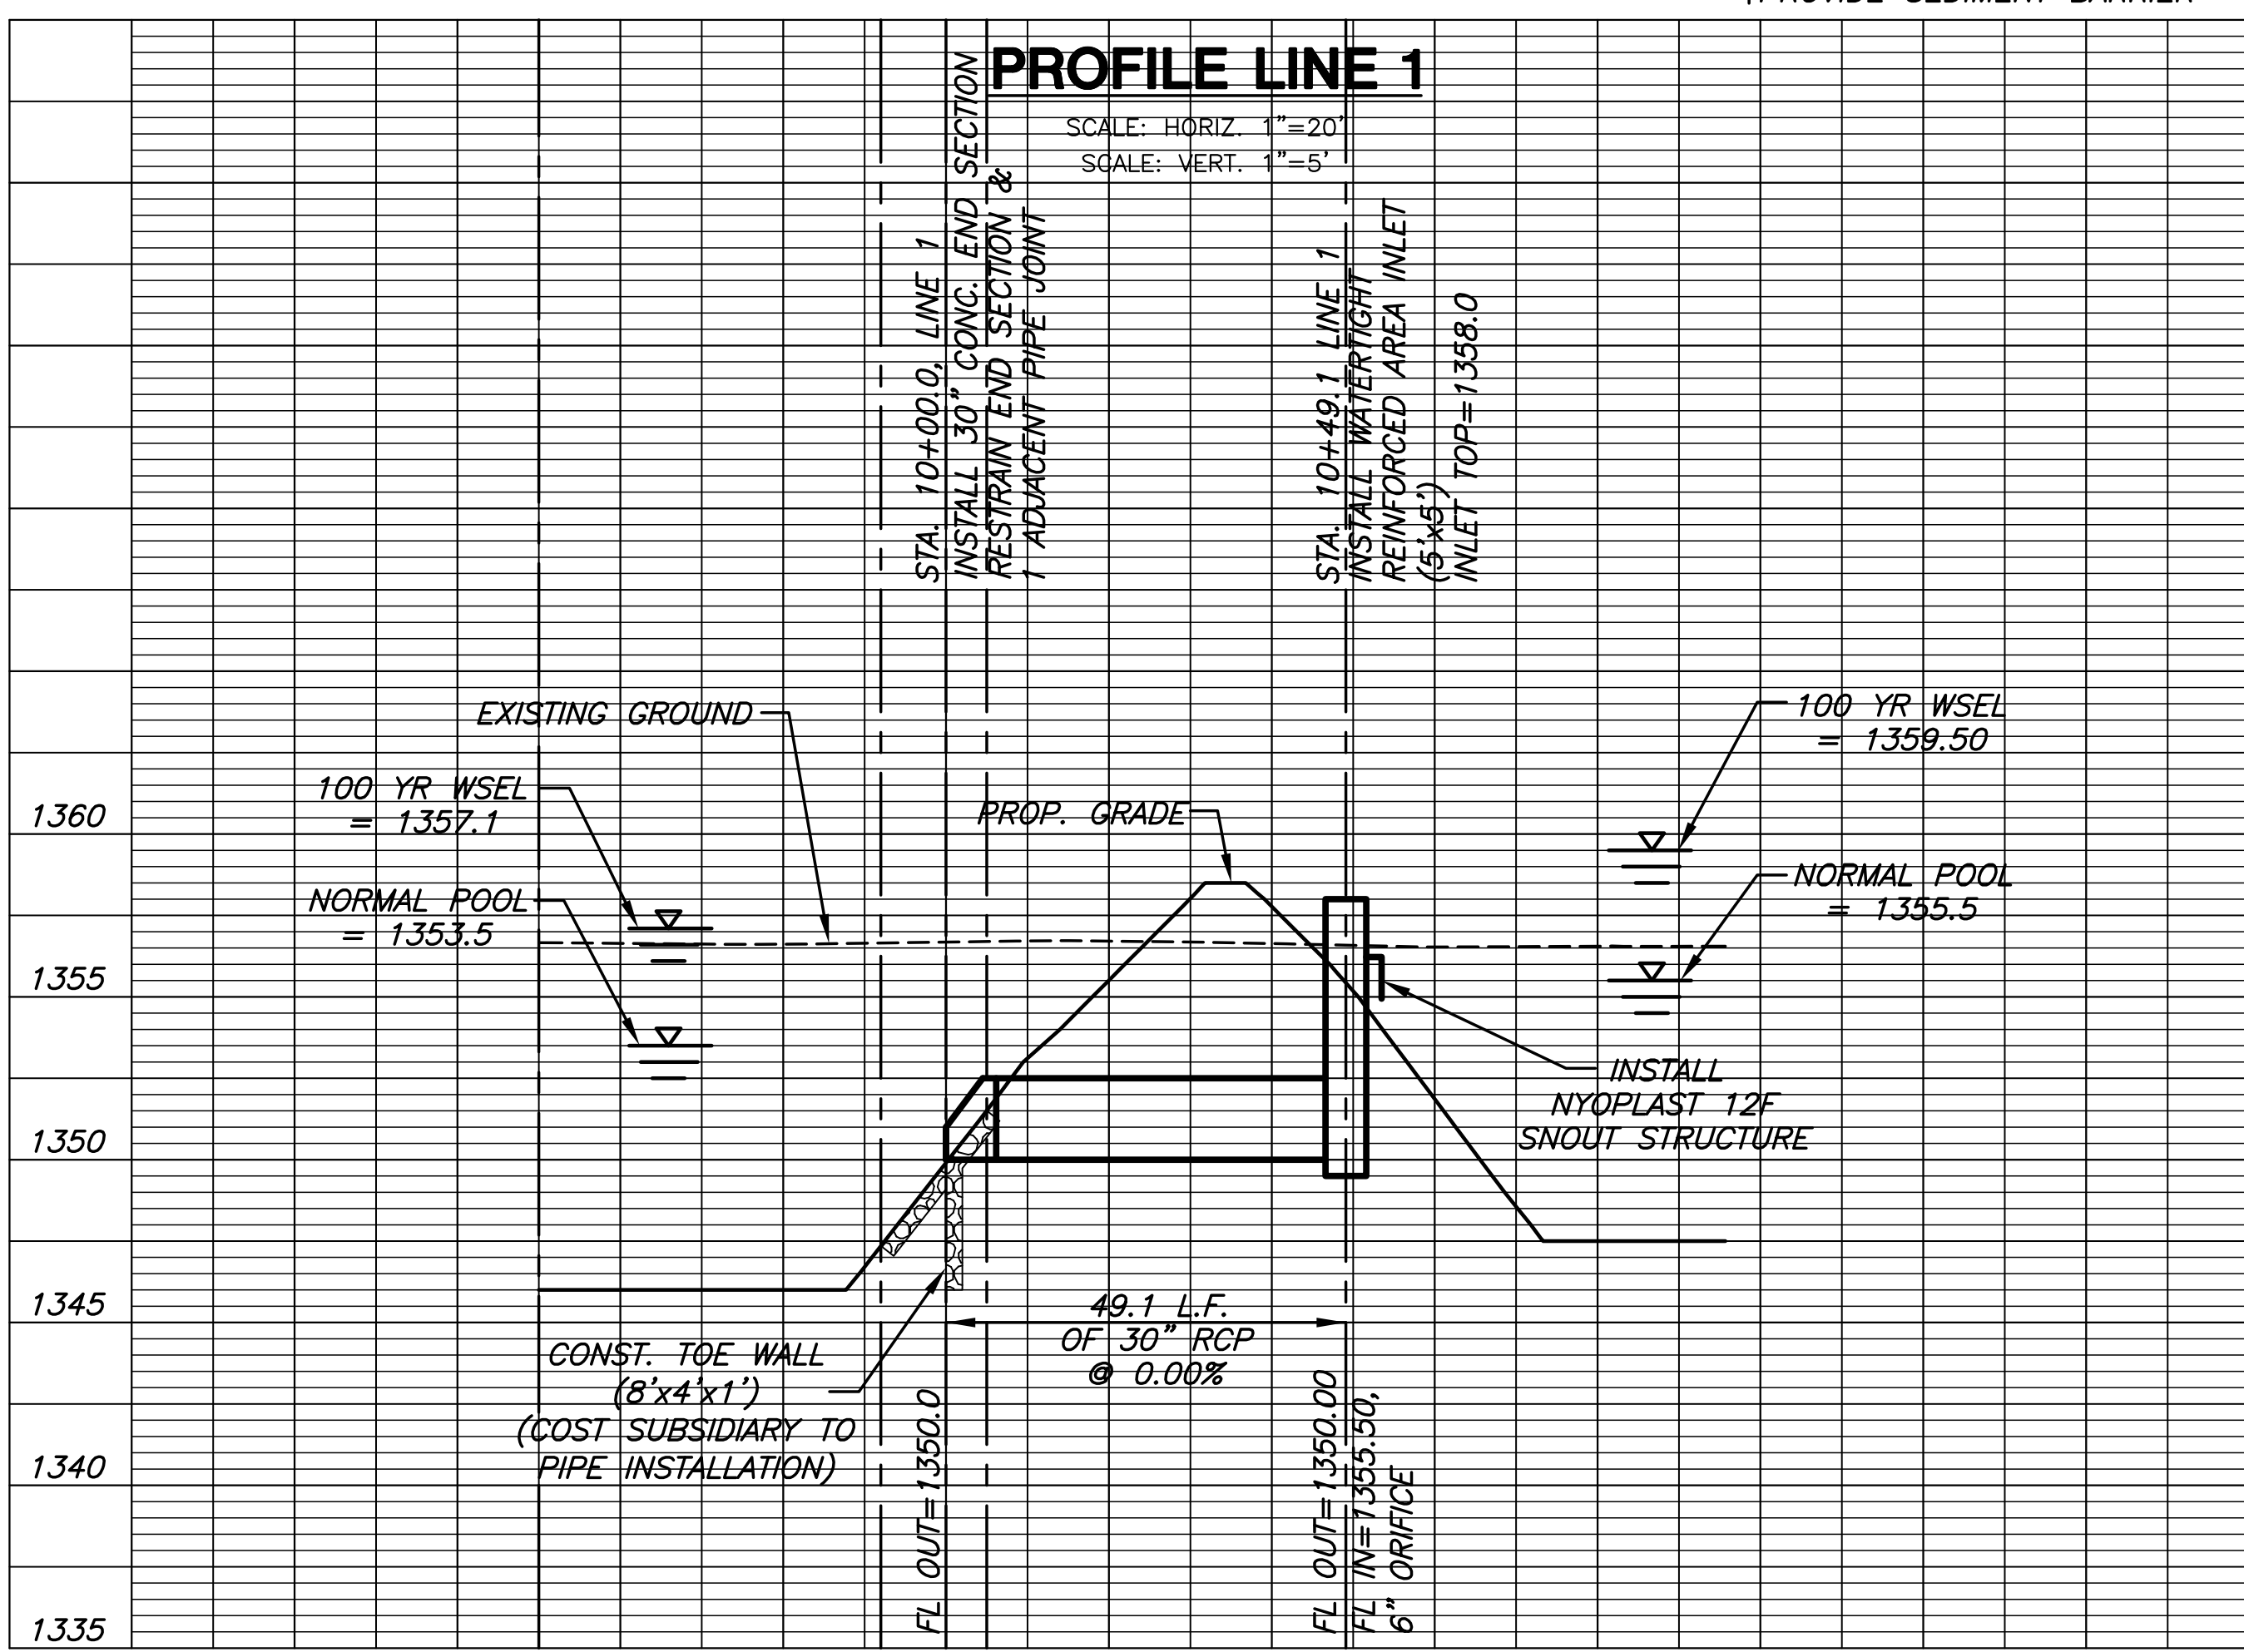 PROVIDE SEDIMENT BARRIER
PROFILE LINE 1
SCALE: HORIZ. 1"=20'
SCALE: VERT. 1"=5'
STA. 10+00.0, LINE 1
INSTALL 30" CONC. END SECTION
RESTRAIN END SECTION &
1 ADJACENT PIPE JOINT
STA. 10+49.1 LINE 1
INSTALL WATERTIGHT
REINFORCED AREA INLET
(5'x5')
INLET TOP=1358.0
EXISTING GROUND
100 YR WSEL
= 1357.1
NORMAL POOL
= 1353.5
PROP. GRADE
100 YR WSEL
= 1359.50
NORMAL POOL
= 1355.5
INSTALL
NYOPLAST 12F
SNOUT STRUCTURE
49.1 L.F.
OF 30" RCP
@ 0.00%
CONST. TOE WALL
(8'x4'x1')
(COST SUBSIDIARY TO
PIPE INSTALLATION)
FL OUT=1350.0
FL OUT=1350.00
FL IN=1355.50,
6" ORIFICE
1360
1355
1350
1345
1340
1335